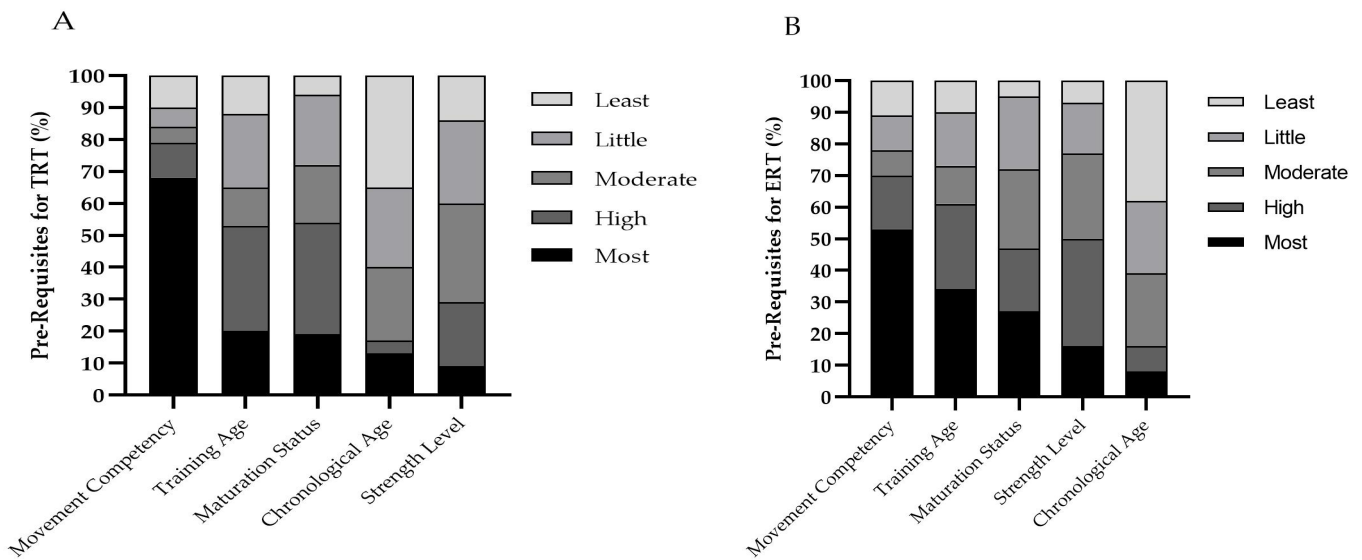 A
Pre-Requisites for TRT (%)
100
90
80
70
60
50
40
30
20
10
0
Movement Competency
Training Age
Maturation Status
Chronological Age
Strength Level
Least
Little
Moderate
High
Most
B
Pre-Requisites for ERT (%)
100
90
80
70
60
50
40
30
20
10
0
Movement Competency
Training Age
Maturation Status
Strength Level
Chronological Age
Least
Little
Moderate
High
Most